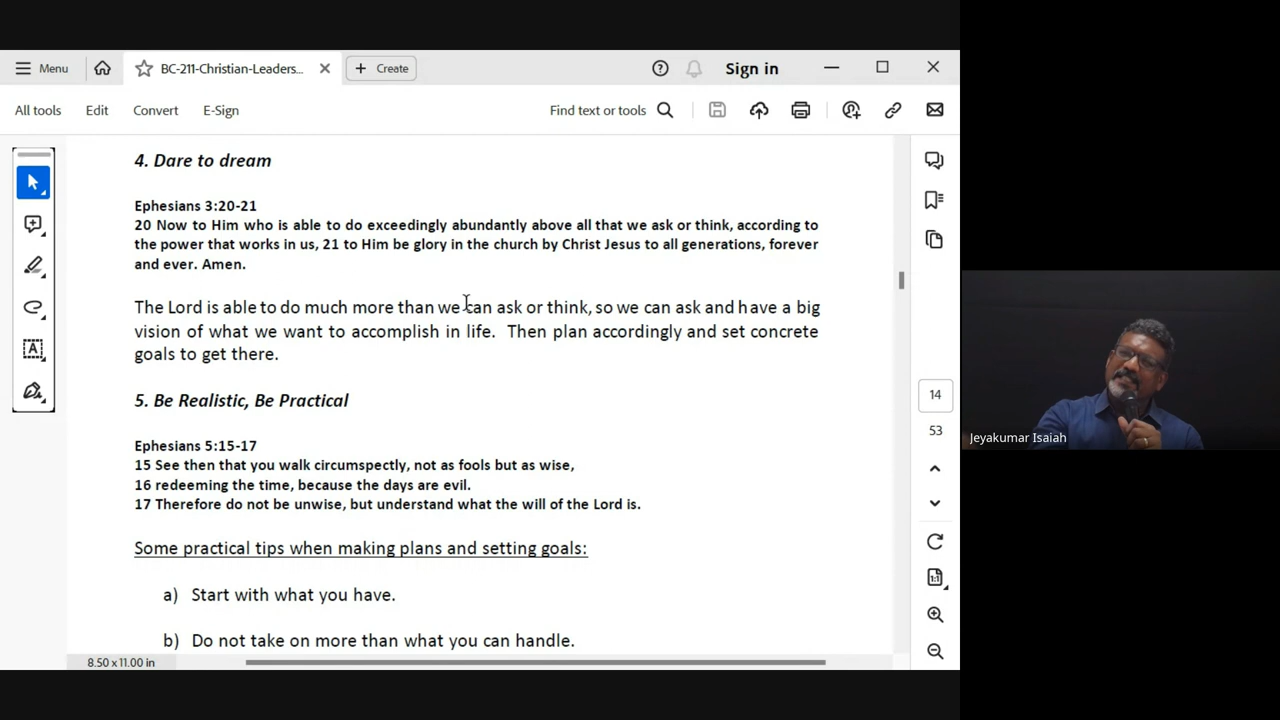 Menu
BC-211-Christian-Leaders...
Create
Sign in
All tools
Edit
Convert
E-Sign
Find text or tools
4. Dare to dream
Ephesians 3:20-21
20 Now to Him who is able to do exceedingly abundantly above all that we ask or think, according to
the power that works in us, 21 to Him be glory in the church by Christ Jesus to all generations, forever
and ever. Amen.
The Lord is able to do much more than we can ask or think, so we can ask and have a big
vision of what we want to accomplish in life. Then plan accordingly and set concrete
goals to get there.
5. Be Realistic, Be Practical
Ephesians 5:15-17
15 See then that you walk circumspectly, not as fools but as wise,
16 redeeming the time, because the days are evil.
17 Therefore do not be unwise, but understand what the will of the Lord is.
Some practical tips when making plans and setting goals:
a) Start with what you have.
b) Do not take on more than what you can handle.
8.50 x 11.00 in
14
53
Jeyakumar Isaiah